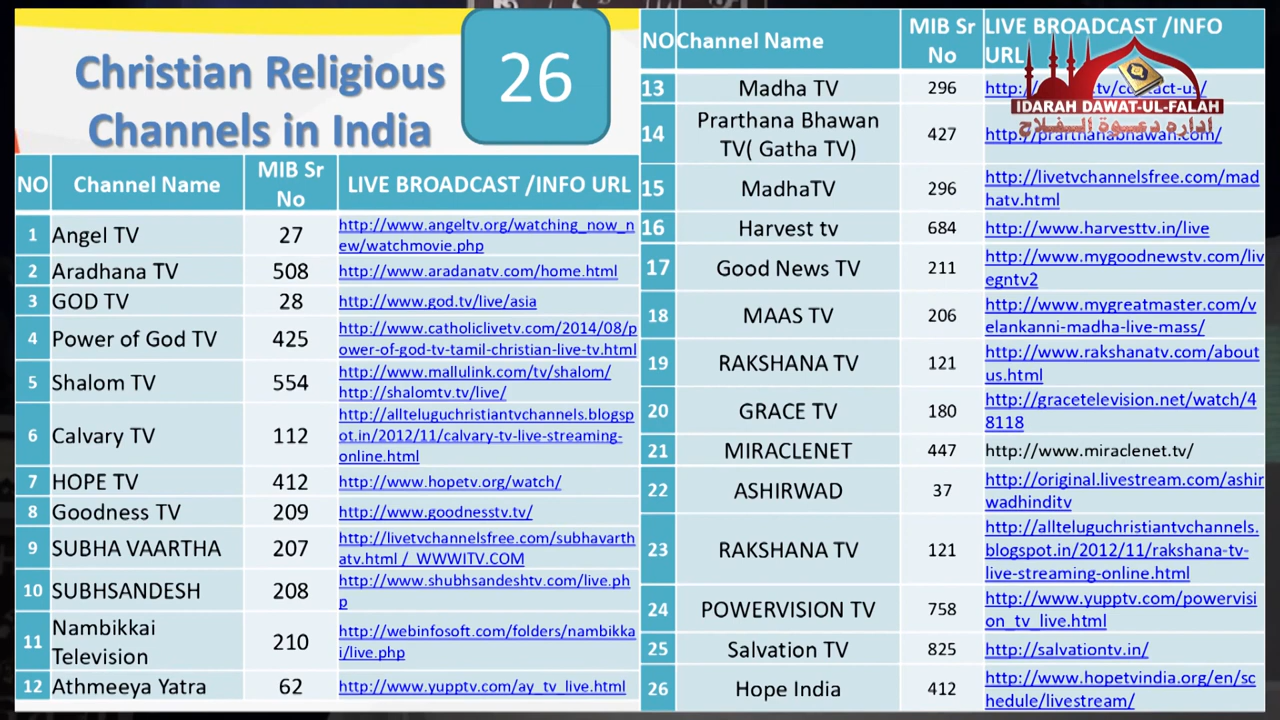 Christian Religious
Channels in India
26
NO Channel Name MIB Sr No LIVE BROADCAST /INFO URL
1 Angel TV 27 http://www.angeltv.org/watching_now_n
ew/watchmovie.php
2 Aradhana TV 508 http://www.aradanatv.com/home.html
3 GOD TV 28 http://www.god.tv/live/asia
4 Power of God TV 425 http://www.catholiclivetv.com/2014/08/p
ower-of-god-tv-tamil-christian-live-tv.html
5 Shalom TV 554 http://www.mallulink.com/tv/shalom/
http://shalomtv.tv/live/
6 Calvary TV 112 http://allteluguchristiantvchannels.blogsp
ot.in/2012/11/calvary-tv-live-streaming-
online.html
7 HOPE TV 412 http://www.hopetv.org/watch/
8 Goodness TV 209 http://www.goodnesstv.tv/
9 SUBHA VAARTHA 207 http://livetvchannelsfree.com/subhavarth
atv.html / WWWITV.COM
10 SUBHSANDESH 208 http://www.shubhsandeshtv.com/live.ph
p
11 Nambikkai
Television 210 http://webinfosoft.com/folders/nambikka
i/live.php
12 Athmeeya Yatra 62 http://www.yupptv.com/ay_tv_live.html
NO Channel Name MIB Sr No LIVE BROADCAST /INFO
URL
13 Madha TV 296 http:/ tv/contact-us/
IDARAH DAWAT-UL-FALAH
ادارہ دعوۃ الفلاح
14 Prarthana Bhawan
TV( Gatha TV) 427 http://prarthanabhawan.com/
15 MadhaTV 296 http://livetvchannelsfree.com/mad
hatv.html
16 Harvest tv 684 http://www.harvesttv.in/live
17 Good News TV 211 http://www.mygoodnewstv.com/liv
egntv2
18 MAAS TV 206 http://www.mygreatmaster.com/v
elankanni-madha-live-mass/
19 RAKSHANA TV 121 http://www.rakshanatv.com/about
us.html
20 GRACE TV 180 http://gracetelevision.net/watch/4
8118
21 MIRACLENET 447 http://www.miraclenet.tv/
22 ASHIRWAD 37 http://original.livestream.com/ashir
wadhinditv
23 RAKSHANA TV 121 http://allteluguchristiantvchannels.
blogspot.in/2012/11/rakshana-tv-
live-streaming-online.html
24 POWERVISION TV 758 http://www.yupptv.com/powervisi
on_tv_live.html
25 Salvation TV 825 http://salvationtv.in/
26 Hope India 412 http://www.hopetvindia.org/en/sc
hedule/livestream/